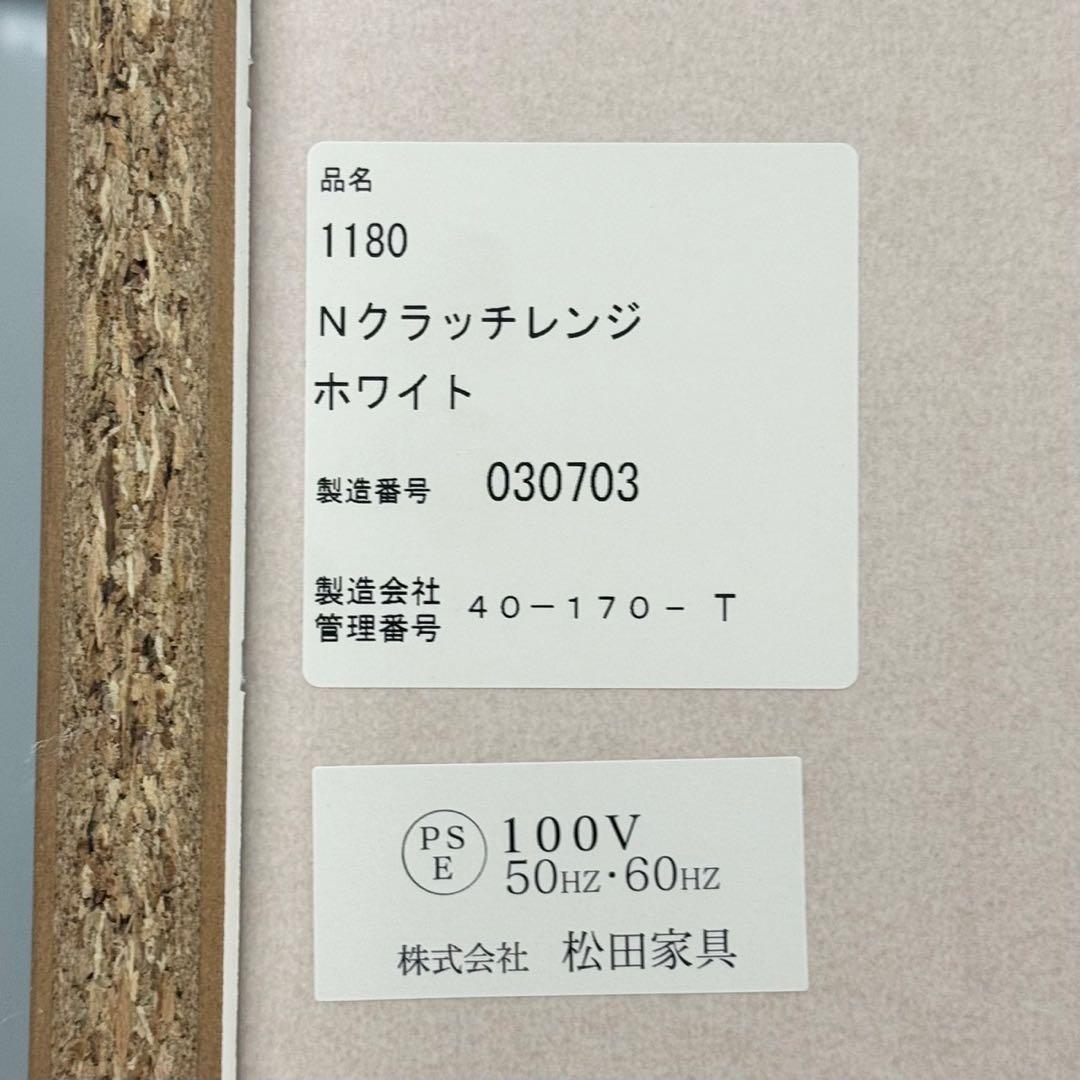 品名
1180
Nクラッチレンジ
ホワイト
製造番号 030703
製造会社
管理番号 40-170- T
PS
E
100V
50HZ・60HZ
株式会社 松田家具